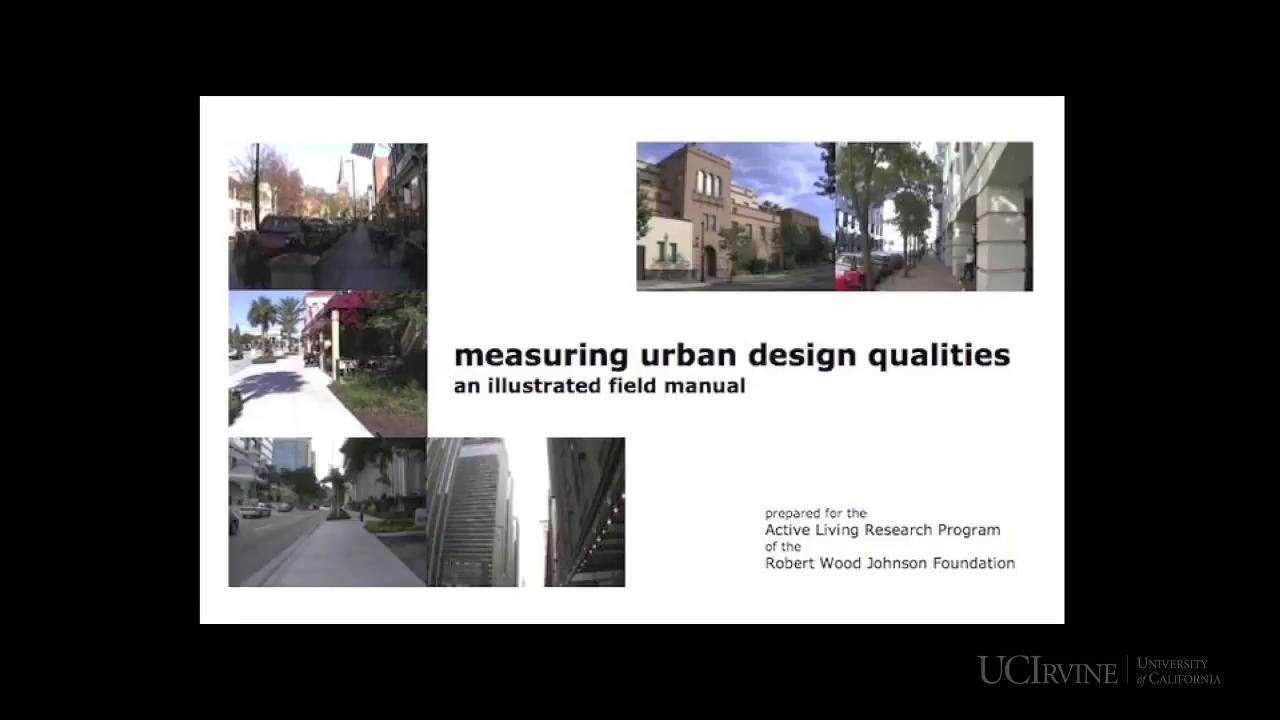 measuring urban design qualities
an illustrated field manual
prepared for the
Active Living Research Program
of the
Robert Wood Johnson Foundation
UCIRVINE
UNIVERSITY
of CALIFORNIA